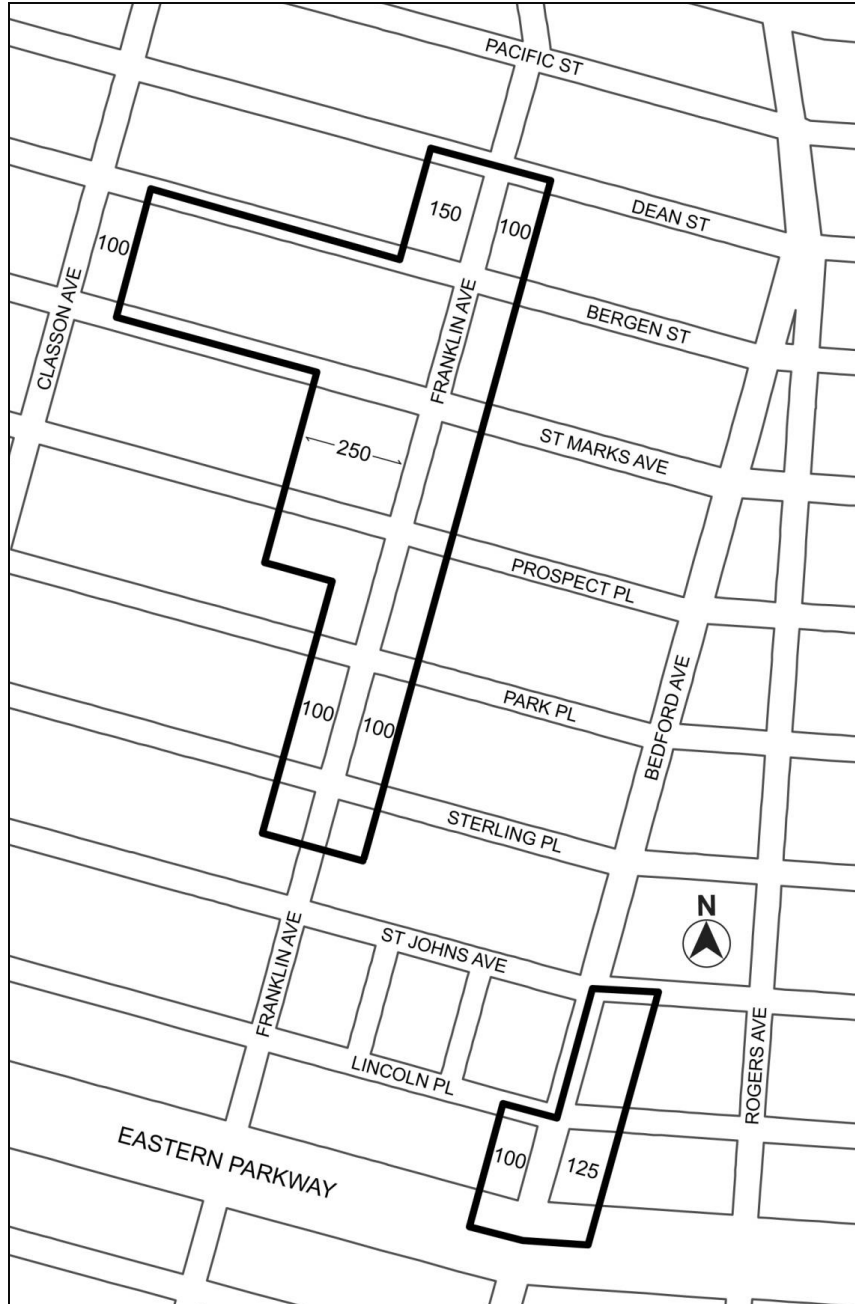 PACIFIC ST
DEAN ST
150
100
100
BERGEN ST
CLASSON AVE
FRANKLIN AVE
ST MARKS AVE
250
PROSPECT PL
PARK PL
BEDFORD AVE
100
100
STERLING PL
N
ST JOHNS AVE
FRANKLIN AVE
LINCOLN PL
ROGERS AVE
EASTERN PARKWAY
100
125